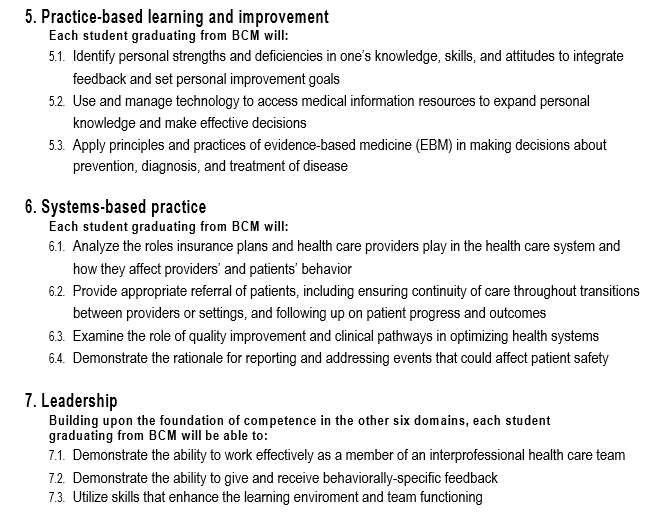 5. Practice-based learning and improvement
Each student graduating from BCM will:
5.1. Identify personal strengths and deficiencies in one’s knowledge, skills, and attitudes to integrate
feedback and set personal improvement goals
5.2. Use and manage technology to access medical information resources to expand personal
knowledge and make effective decisions
5.3. Apply principles and practices of evidence-based medicine (EBM) in making decisions about
prevention, diagnosis, and treatment of disease
6. Systems-based practice
Each student graduating from BCM will:
6.1. Analyze the roles insurance plans and health care providers play in the health care system and
how they affect providers’ and patients’ behavior
6.2. Provide appropriate referral of patients, including ensuring continuity of care throughout transitions
between providers or settings, and following up on patient progress and outcomes
6.3. Examine the role of quality improvement and clinical pathways in optimizing health systems
6.4. Demonstrate the rationale for reporting and addressing events that could affect patient safety
7. Leadership
Building upon the foundation of competence in the other six domains, each student
graduating from BCM will be able to:
7.1. Demonstrate the ability to work effectively as a member of an interprofessional health care team
7.2. Demonstrate the ability to give and receive behaviorally-specific feedback
7.3. Utilize skills that enhance the learning enviroment and team functioning